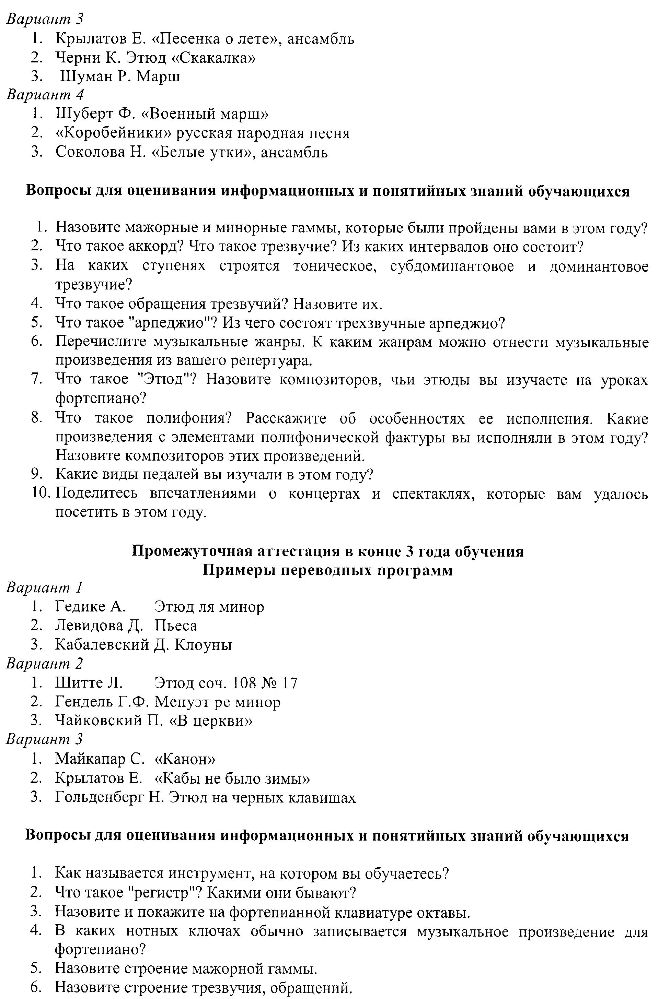 Вариант 3
1. Крылатов Е. «Песенка о лете», ансамбль
2. Черни К. Этюд «Скакалка»
3. Шуман Р. Марш
Вариант 4
1. Шуберт Ф. «Военный марш»
2. «Коробейники» русская народная песня
3. Соколова Н. «Белые утки», ансамбль
Вопросы для оценивания информационных и понятийных знаний обучающихся
1. Назовите мажорные и минорные гаммы, которые были пройдены вами в этом году?
2. Что такое аккорд? Что такое трезвучие? Из каких интервалов оно состоит?
3. На каких ступенях строятся тоническое, субдоминантовое и доминантовое
трезвучие?
4. Что такое обращения трезвучий? Назовите их.
5. Что такое "арпеджио"? Из чего состоят трехзвучные арпеджио?
6. Перечислите музыкальные жанры. К каким жанрам можно отнести музыкальные
произведения из вашего репертуара.
7. Что такое "Этюд"? Назовите композиторов, чьи этюды вы изучаете на уроках
фортепиано?
8. Что такое полифония? Расскажите об особенностях ее исполнения. Какие
произведения с элементами полифонической фактуры вы исполняли в этом году?
Назовите композиторов этих произведений.
9. Какие виды педалей вы изучали в этом году?
10. Поделитесь впечатлениями о концертах и спектаклях, которые вам удалось
посетить в этом году.
Промежуточная аттестация в конце 3 года обучения
Примеры переводных программ
Вариант 1
1. Гедике А. Этюд ля минор
2. Левидова Д. Пьеса
3. Кабалевский Д. Клоуны
Вариант 2
1. Шитте Л. Этюд соч. 108 № 17
2. Гендель Г.Ф. Менуэт ре минор
3. Чайковский П. «В церкви»
Вариант 3
1. Майкапар С. «Канон»
2. Крылатов Е. «Кабы не было зимы»
3. Гольденберг Н. Этюд на черных клавишах
Вопросы для оценивания информационных и понятийных знаний обучающихся
1. Как называется инструмент, на котором вы обучаетесь?
2. Что такое "регистр"? Какими они бывают?
3. Назовите и покажите на фортепианной клавиатуре октавы.
4. В каких нотных ключах обычно записывается музыкальное произведение для
фортепиано?
5. Назовите строение мажорной гаммы.
6. Назовите строение трезвучия, обращений.